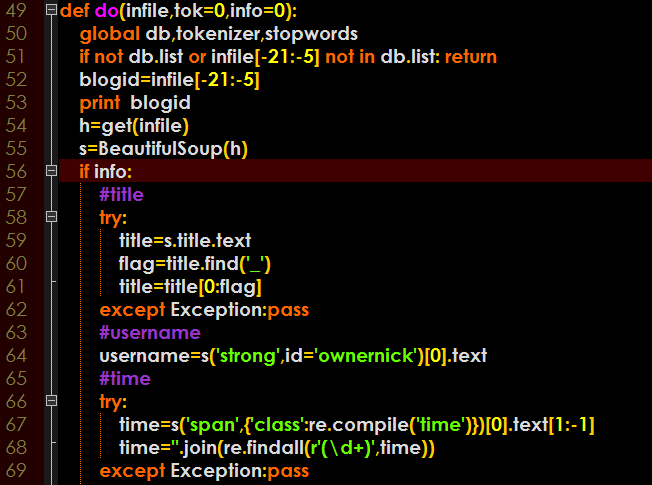 49 def do(infile,tok=0,info=0):
50 global db,tokenizer,stopwords
51 if not db.list or infile[-21:-5] not in db.list: return
52 blogid=infile[-21:-5]
53 print  blogid
54 h=get(infile)
55 s=BeautifulSoup(h)
56 if info:
57 #title
58 try:
59 title=s.title.text
60 flag=title.find('_')
61 title=title[0:flag]
62 except Exception:pass
63 #username
64 username=s('strong',id='ownernick')[0].text
65 #time
66 try:
67 time=s('span',{'class':re.compile('time')})[0].text[1:-1]
68 time=''.join(re.findall(r'(\d+)',time))
69 except Exception:pass